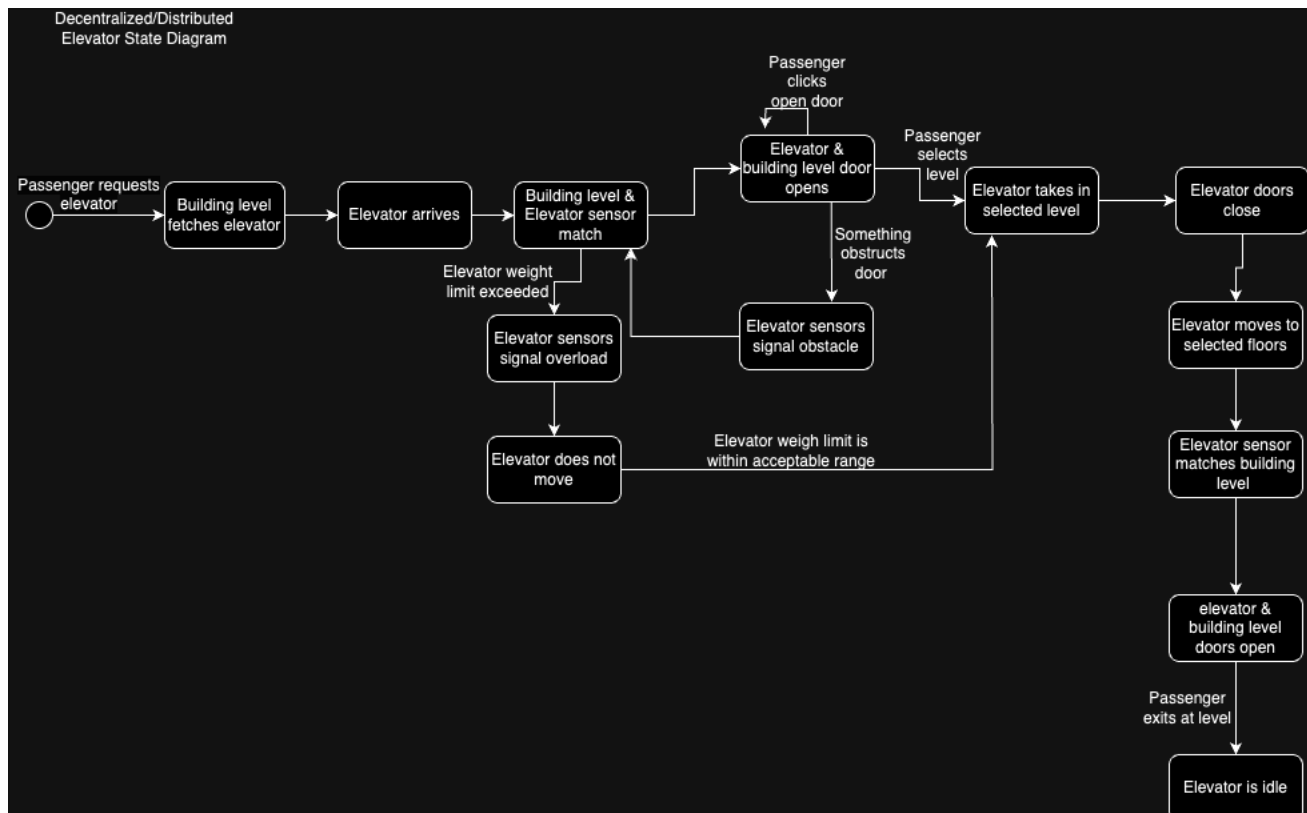 Decentralized/Distributed
Elevator State Diagram
Passenger requests
elevator
Building level
fetches elevator
Elevator arrives
Building level &
Elevator sensor
match
Passenger
clicks
open door
Elevator &
building level door
opens
Passenger
selects
level
Elevator takes in
selected level
Elevator doors
close
Elevator weight
limit exceeded
Something
obstructs
door
Elevator sensors
signal overload
Elevator sensors
signal obstacle
Elevator moves to
selected floors
Elevator does not
move
Elevator weigh limit is
within acceptable range
Elevator sensor
matches building
level
elevator &
building level
doors open
Passenger
exits at level
Elevator is idle